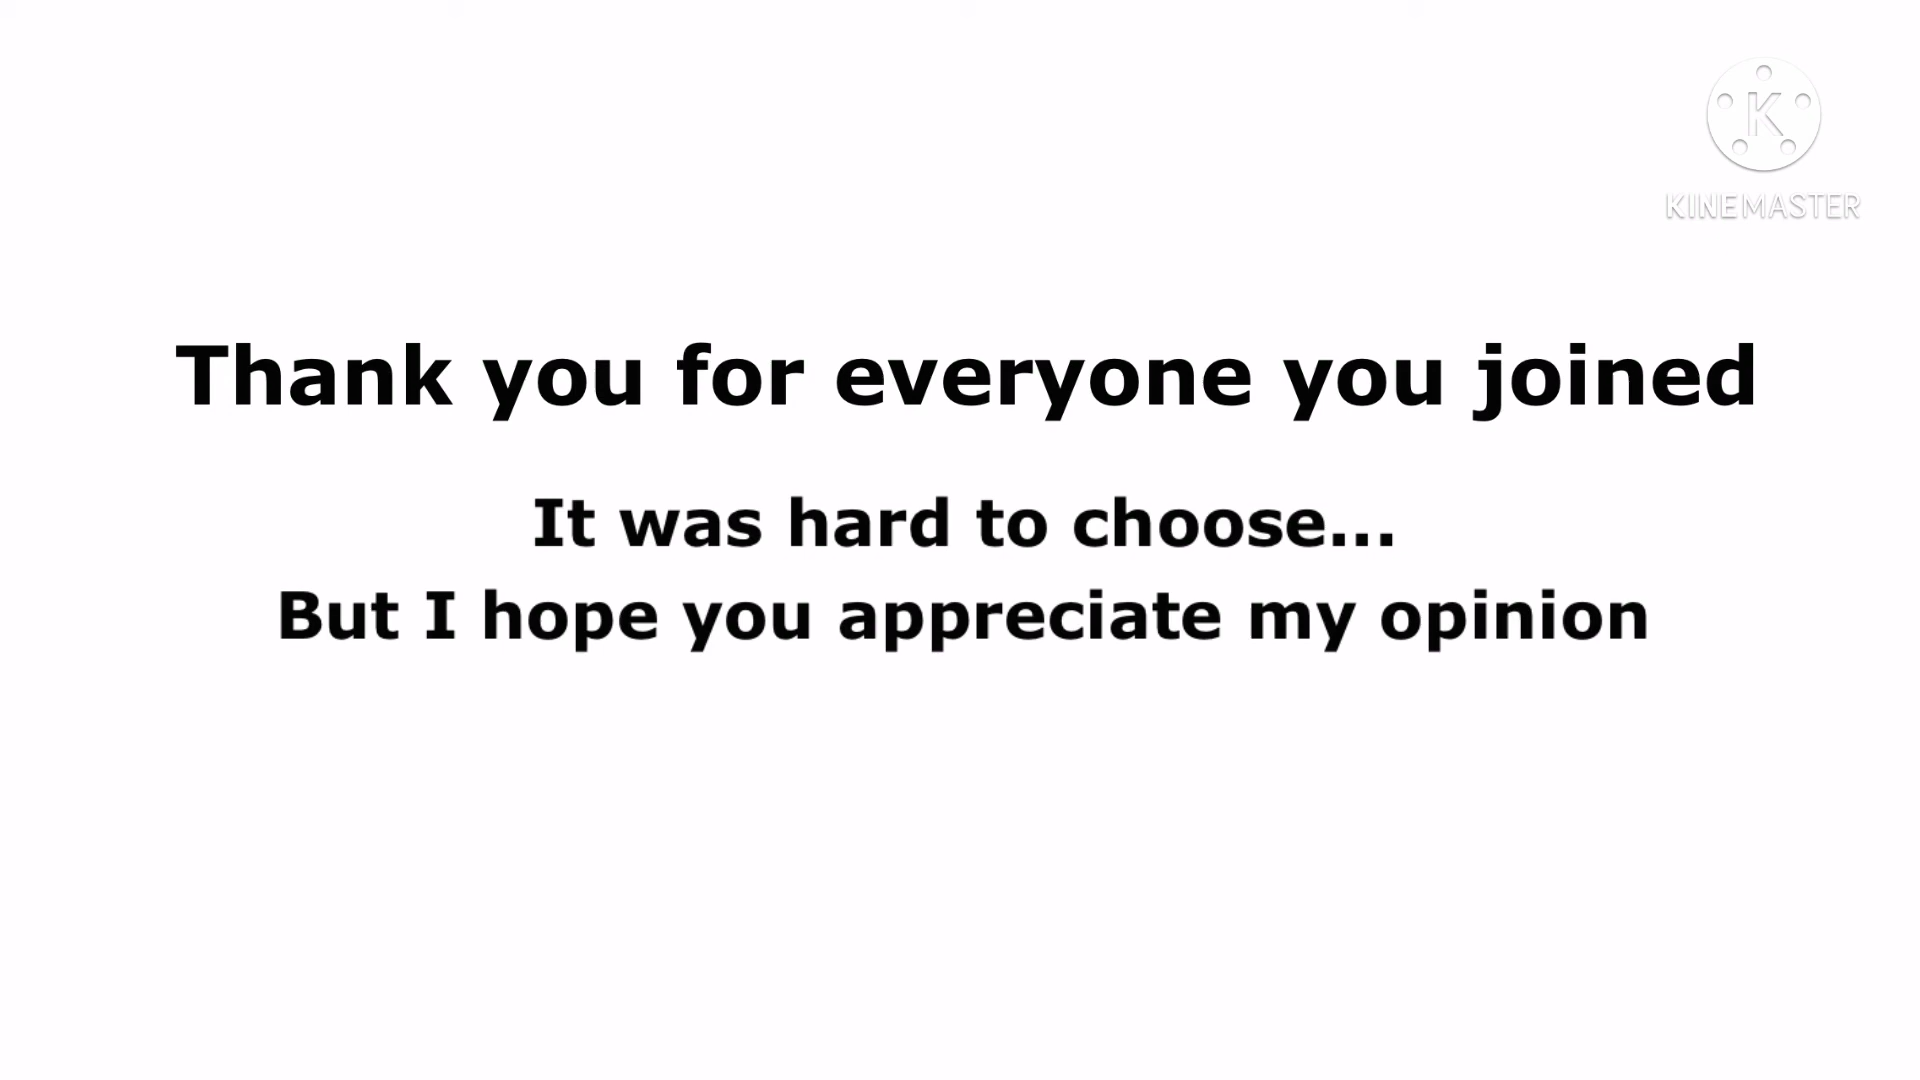 K
KINEMASTER
Thank you for everyone you joined
It was hard to choose...
But I hope you appreciate my opinion